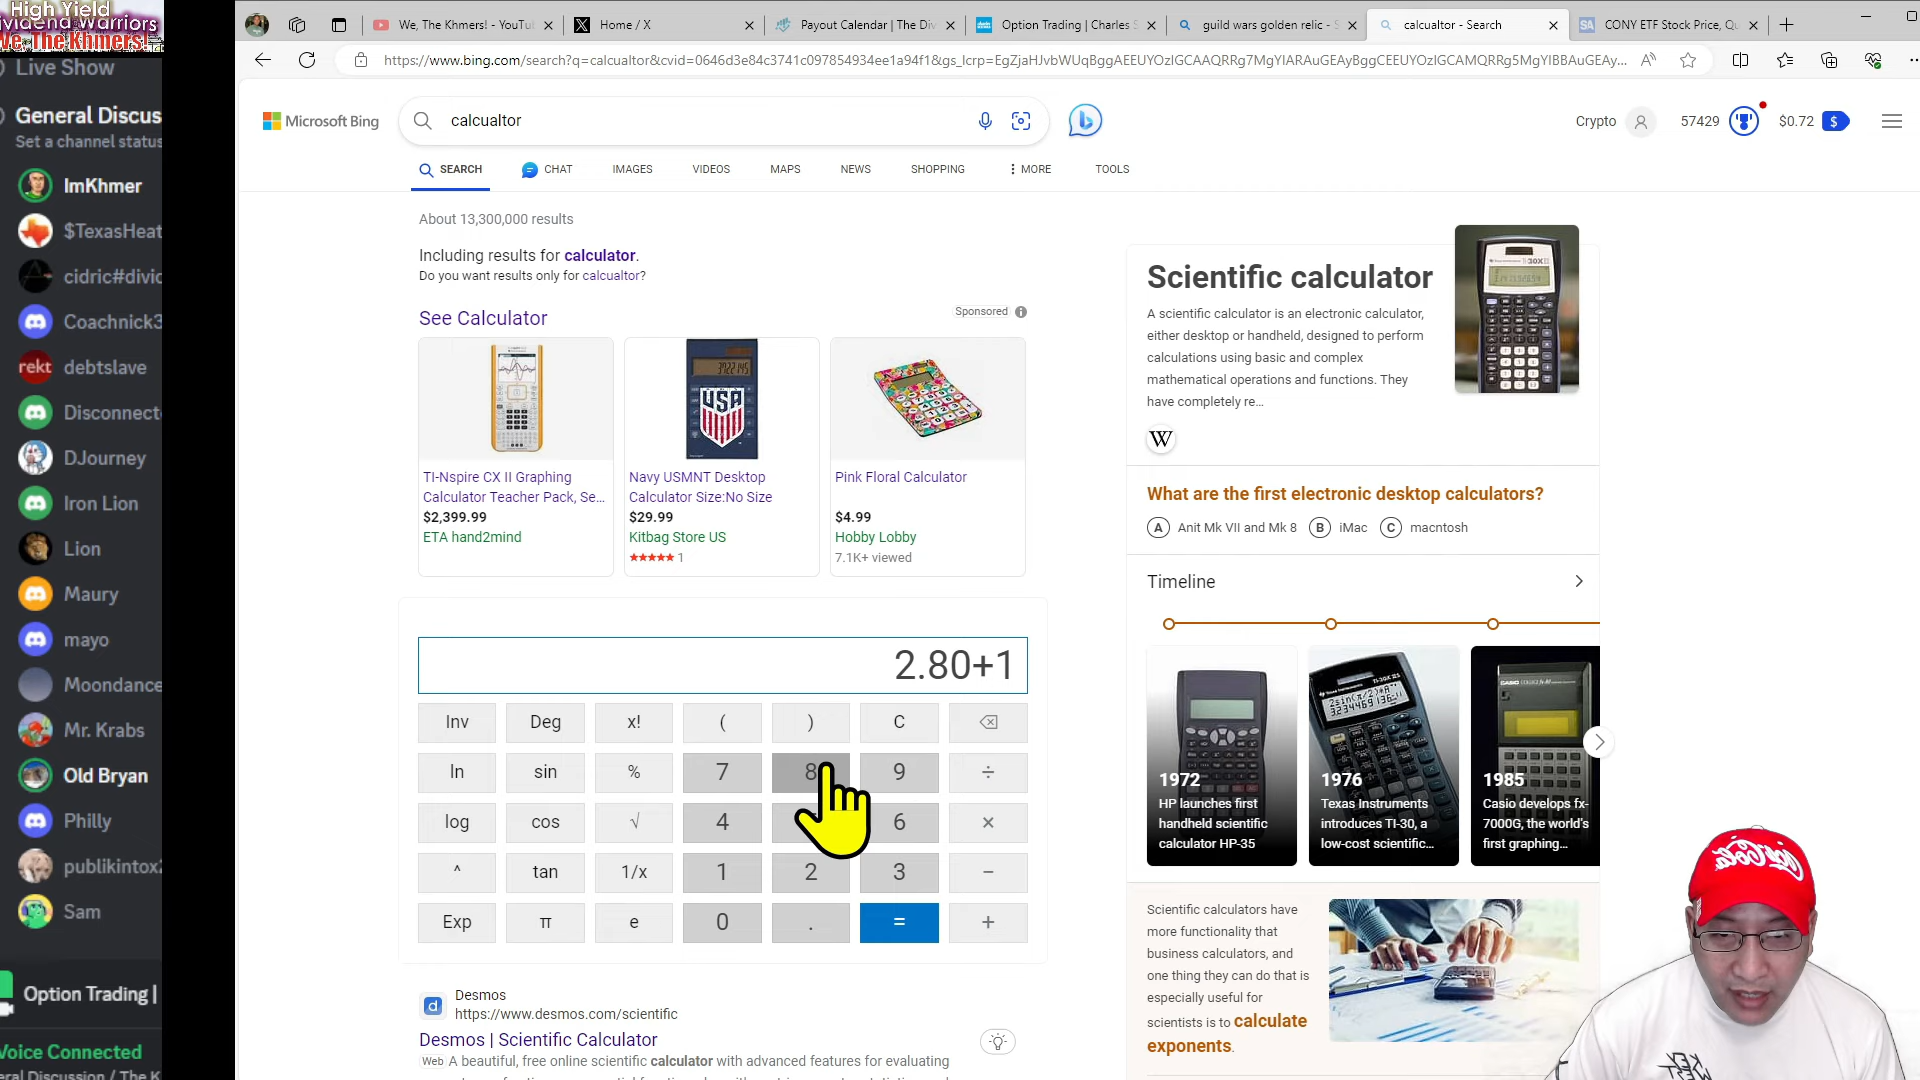 High Yield
Dividend Warriors
We, The Khmers!
Live Show
General Discus
Set a channel status
ImKhmer
$TexasHeat
cidric#divid
Coachnick3
rekt
debtslave
Disconnect
DJourney
Iron Lion
Lion
Maury
mayo
Moondance
Mr. Krabs
Old Bryan
Philly
publikintox2
Sam
Option Trading |
Voice Connected
eral Discussion / The K
We, The Khmers! - YouTu
Home / X
Payout Calendar | The Div
Option Trading | Charles S
guild wars golden relic - S
calcualtor - Search
CONY ETF Stock Price, Qu
https://www.bing.com/search?q=calcualtor&cvid=0646d3e84c3741c097854934ee1a94f1&gs_lcrp=EgZjaHJvbWUqBggAEEUYOzIGCAAQRRg7MgYIARAuGEAyBggCEEUYOzIGCAMQRRg5MgYIBBAuGEAy...
Microsoft Bing
calcualtor
Crypto
57429
$0.72
$
SEARCH
CHAT
IMAGES
VIDEOS
MAPS
NEWS
SHOPPING
MORE
TOOLS
About 13,300,000 results
Including results for calculator.
Do you want results only for calcualtor?
See Calculator
Sponsored
USA
TI-Nspire CX II Graphing
Calculator Teacher Pack, Se...
$2,399.99
ETA hand2mind
Navy USMNT Desktop
Calculator Size:No Size
$29.99
Kitbag Store US
★★★★★ 1
Pink Floral Calculator
$4.99
Hobby Lobby
7.1K+ viewed
2.80+1
Inv Deg x! ( ) C
ln sin % 7 8 9 ÷
log cos √ 4 6 ×
^ tan 1/x 1 2 3 −
Exp π e 0 . = +
Desmos
https://www.desmos.com/scientific
Desmos | Scientific Calculator
Web A beautiful, free online scientific calculator with advanced features for evaluating
Scientific calculator
A scientific calculator is an electronic calculator,
either desktop or handheld, designed to perform
calculations using basic and complex
mathematical operations and functions. They
have completely re...
W
What are the first electronic desktop calculators?
A Anit Mk VII and Mk 8 B iMac C macntosh
Timeline
1972
HP launches first
handheld scientific
calculator HP-35
1976
Texas Instruments
introduces TI-30, a
low-cost scientific...
1985
Casio develops fx-
7000G, the world's
first graphing...
Scientific calculators have
more functionality that
business calculators, and
one thing they can do that is
especially useful for
scientists is to calculate
exponents.
Coca-Cola
KEY
WEST